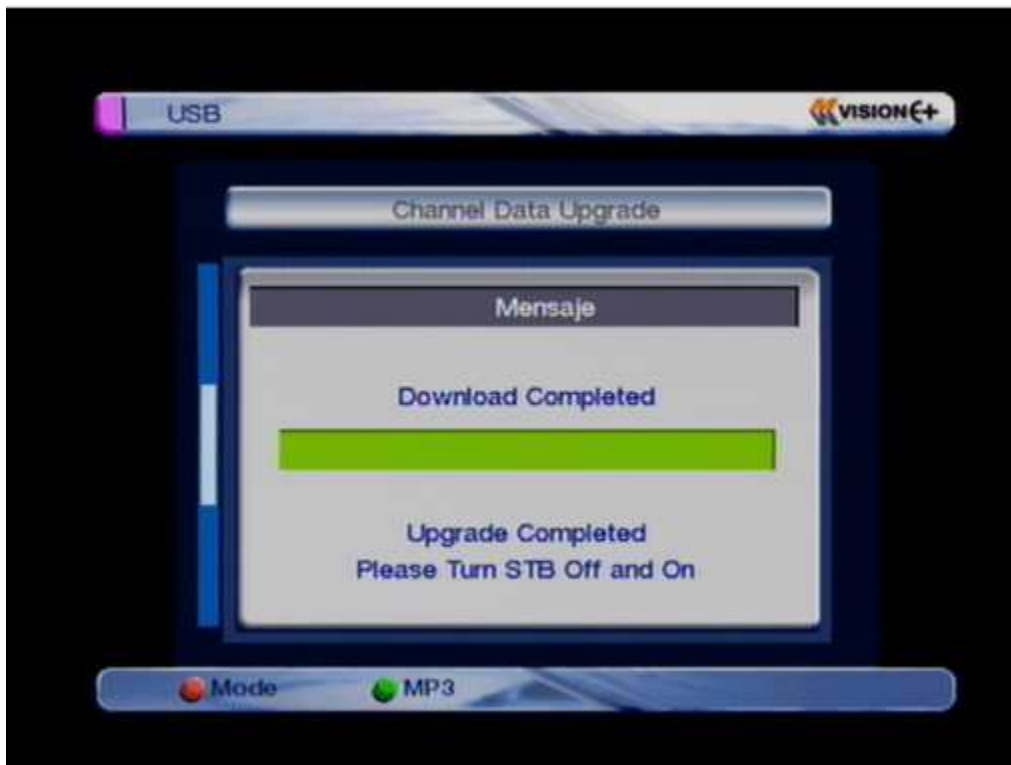 USB
VISION E+
Channel Data Upgrade
Mensaje
Download Completed
Upgrade Completed
Please Turn STB Off and On
Mode
MP3